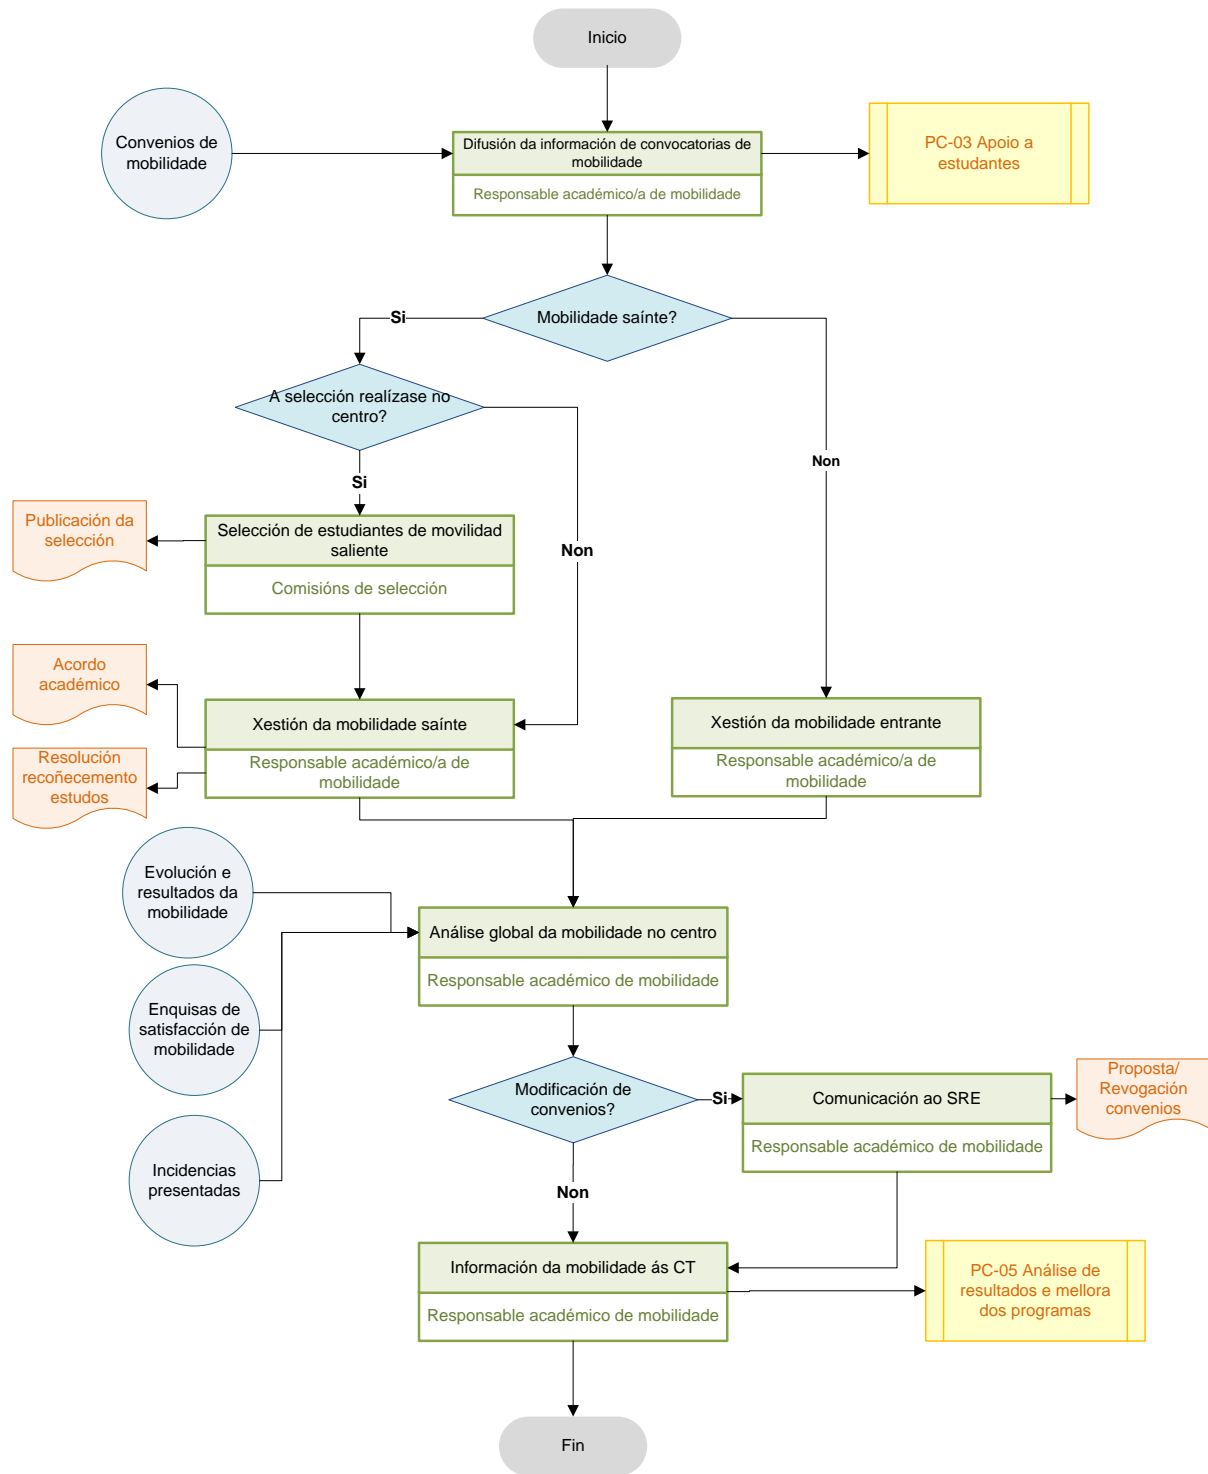 Inicio
Convenios de
mobilidade
Difusión da información de convocatorias de
mobilidade
Responsable académico/a de mobilidade
PC-03 Apoio a
estudantes
Mobilidade saínte?
Si
A selección realízase no
centro?
Non
Si
Publicación da
selección
Selección de estudiantes de movilidad
saliente
Non
Comisións de selección
Acordo
académico
Xestión da mobilidade saínte
Xestión da mobilidade entrante
Resolución
recoñecemento
estudos
Responsable académico/a de
mobilidade
Responsable académico/a de
mobilidade
Evolución e
resultados da
mobilidade
Análise global da mobilidade no centro
Responsable académico de mobilidade
Enquisas de
satisfacción de
mobilidade
Modificación de
convenios?
Si
Comunicación ao SRE
Responsable académico de mobilidade
Proposta/
Revogación
convenios
Incidencias
presentadas
Non
Información da mobilidade ás CT
Responsable académico de mobilidade
PC-05 Análise de
resultados e mellora
dos programas
Fin